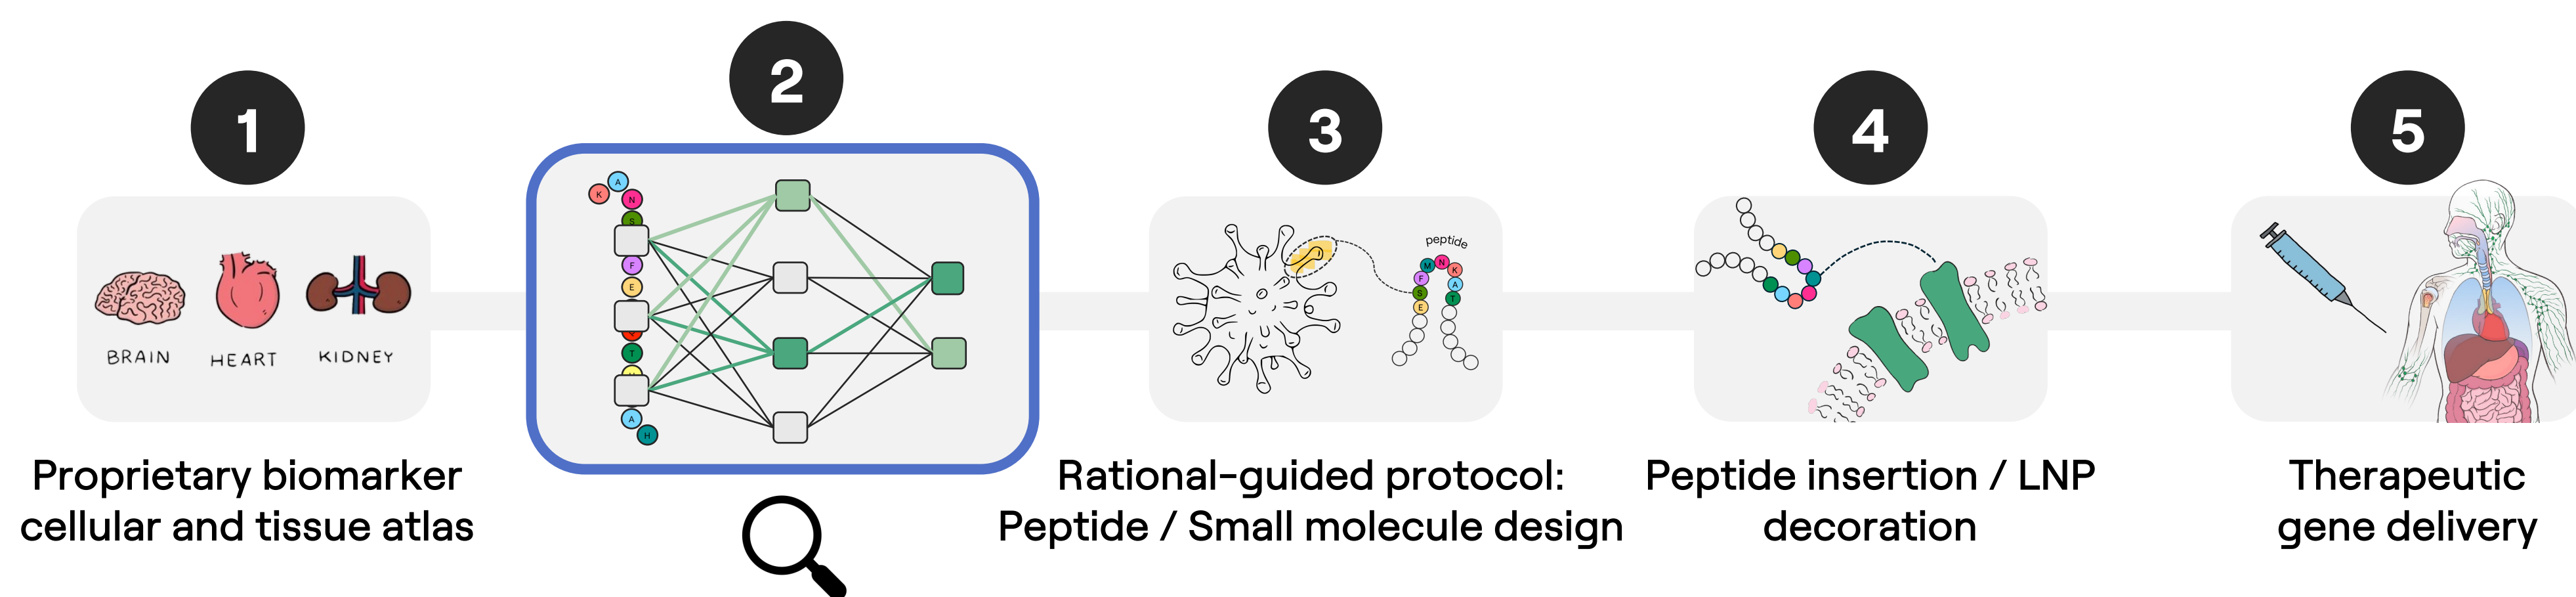 1
2
3
4
5
BRAIN
HEART
KIDNEY
K
A
N
S
F
E
T
A
H
peptide
M
N
K
F
A
S
T
E
Proprietary biomarker
cellular and tissue atlas
Rational-guided protocol:
Peptide / Small molecule design
Peptide insertion / LNP
decoration
Therapeutic
gene delivery